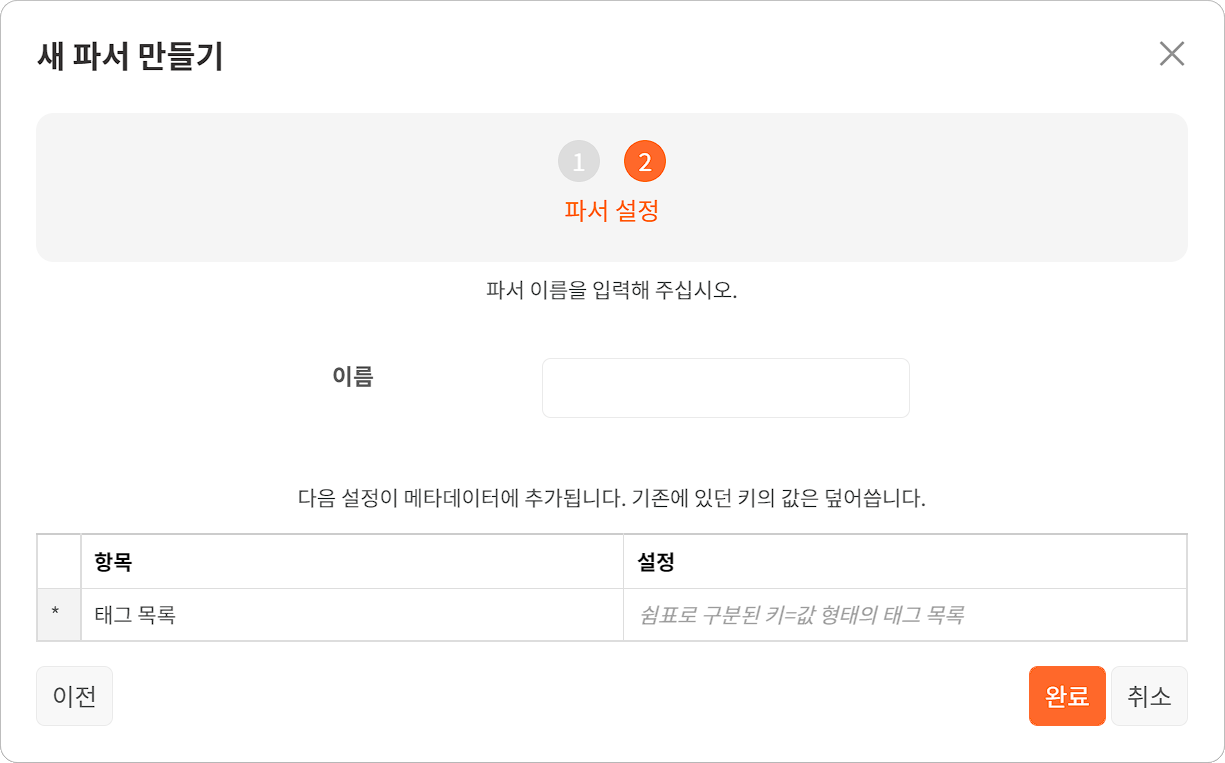 새 파서 만들기
1 2
파서 설정
파서 이름을 입력해 주십시오.
이름
다음 설정이 메타데이터에 추가됩니다. 기존에 있던 키의 값은 덮어씁니다.
항목 설정
* 태그 목록 쉼표로 구분된 키=값 형태의 태그 목록
이전 완료 취소